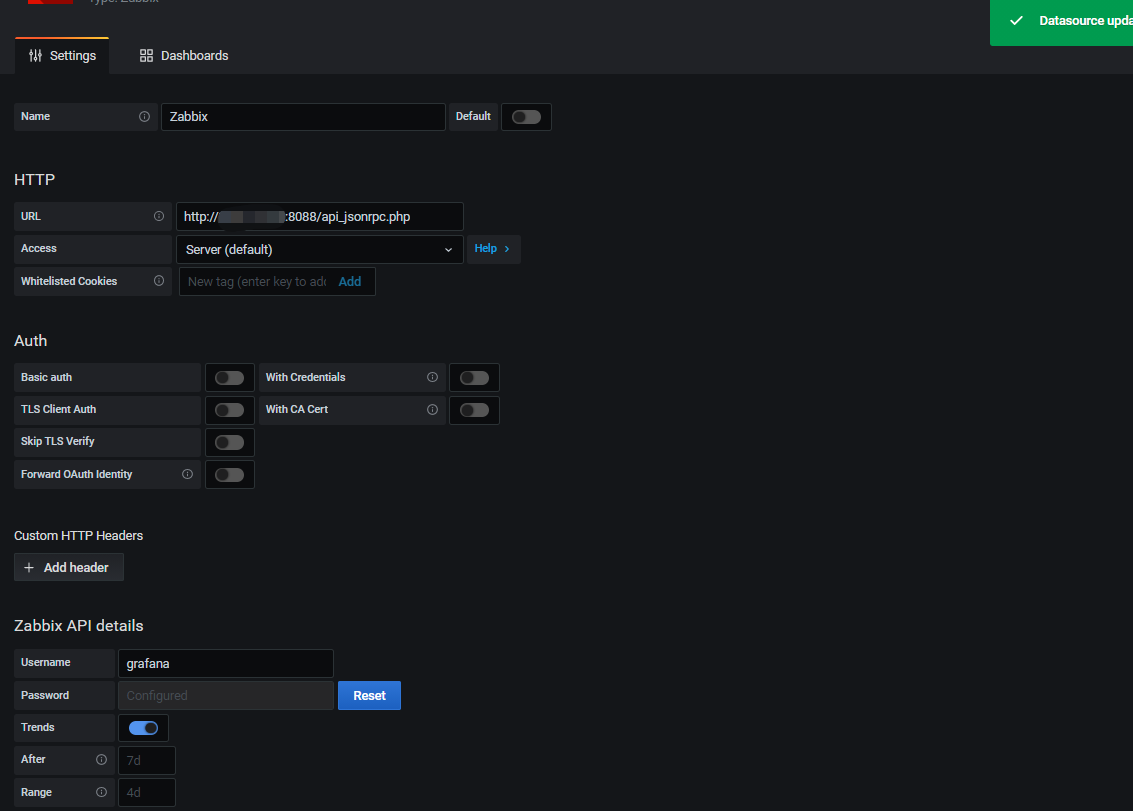 Type: Zabbix
Datasource upda
Settings Dashboards
Name Zabbix Default
HTTP
URL http:// :8088/api_jsonrpc.php
Access Server (default) Help >
Whitelisted Cookies New tag (enter key to add Add
Auth
Basic auth With Credentials
TLS Client Auth With CA Cert
Skip TLS Verify
Forward OAuth Identity
Custom HTTP Headers
+ Add header
Zabbix API details
Username grafana
Password Configured Reset
Trends
After 7d
Range 4d